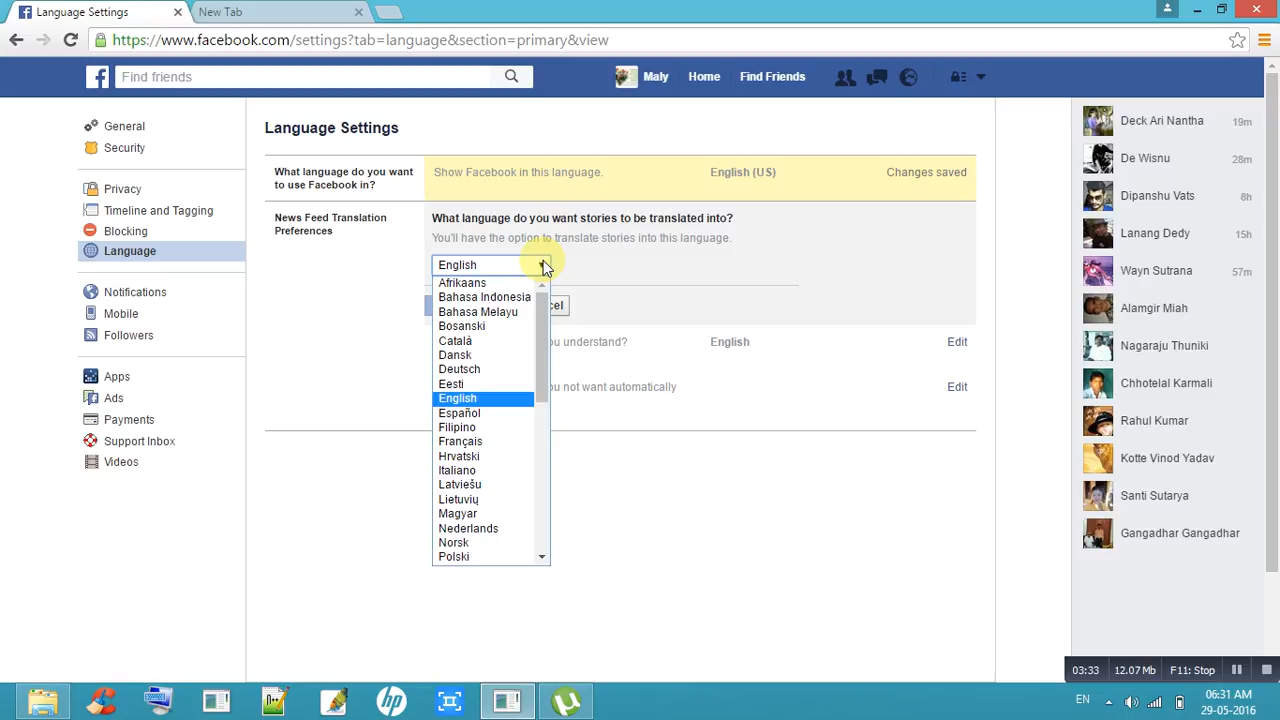 Language Settings
New Tab
https://www.facebook.com/settings?tab=language&section=primary&view
Find friends
Maly
Home
Find Friends
General
Security
Privacy
Timeline and Tagging
Blocking
Language
Notifications
Mobile
Followers
Apps
Ads
Payments
Support Inbox
Videos
Language Settings
What language do you want
to use Facebook in?
Show Facebook in this language.
English (US)
Changes saved
News Feed Translation
Preferences
What language do you want stories to be translated into?
You'll have the option to translate stories into this language.
English
Afrikaans
Bahasa Indonesia
Bahasa Melayu
Bosanski
Català
Dansk
Deutsch
Eesti
English
Español
Filipino
Français
Hrvatski
Italiano
Latviešu
Lietuvių
Magyar
Nederlands
Norsk
Polski
cel
ou understand?
English
Edit
ou not want automatically
Edit
Deck Ari Nantha 19m
De Wisnu 28m
Dipanshu Vats 8h
Lanang Dedy 15h
Wayn Sutrana 57m
Alamgir Miah
Nagaraju Thuniki
Chhotelal Karmali
Rahul Kumar
Kotte Vinod Yadav
Santi Sutarya
Gangadhar Gangadhar
03:33 12.07 Mb F11: Stop
EN
06:31 AM
29-05-2016